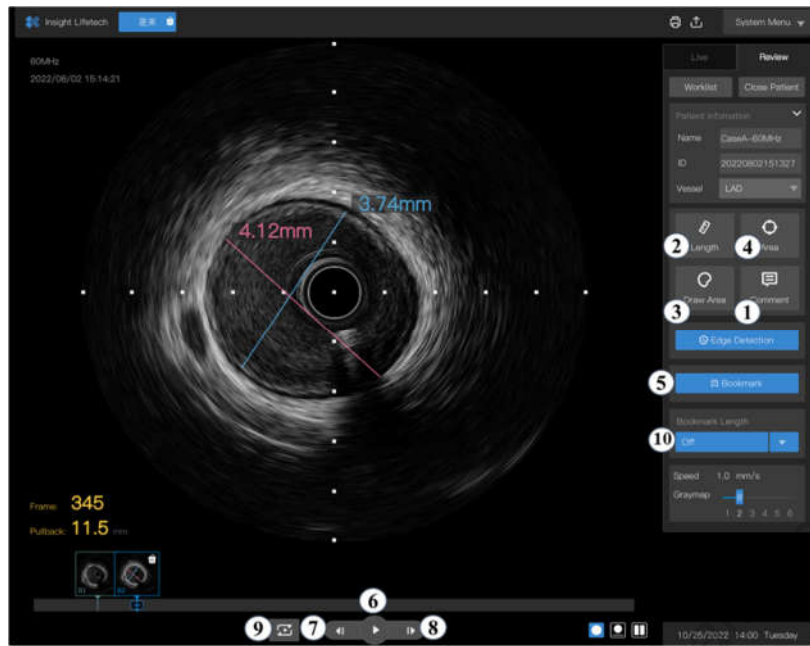 Insight Lifetech
System Menu
60MHz
2022/08/02 15:14:21
Live Review
Worklist Close Patient
Patient Information
Name CaseA-60MHz
ID 20220802151327
Vessel LAD
3.74mm
4.12mm
2 Length 4 Area
3 Draw Area 1 Comment
Edge Detection
5 Bookmark
Bookmark Length
10 Off
Speed 1.0 mm/s
Graymap
1 2 3 4 5 6
Frame: 345
Pullback: 11.5 mm
6
9 7 8
10/25/2022 14:00 Tuesday